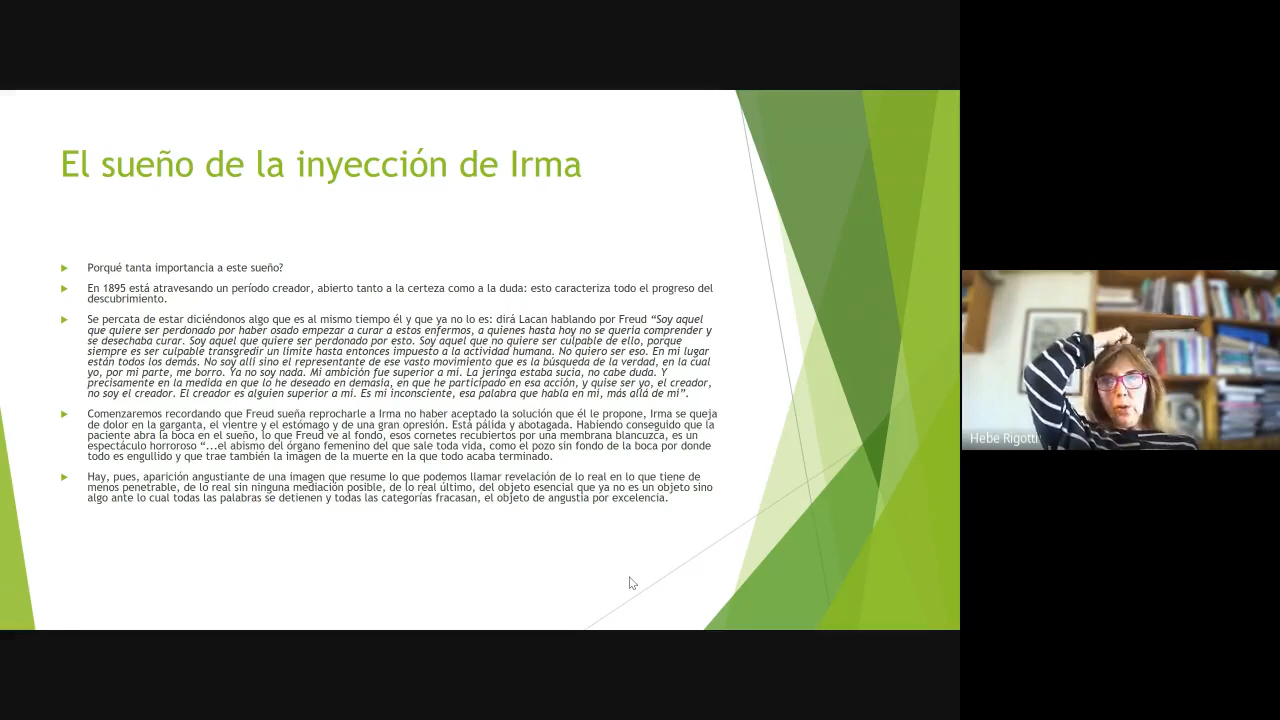 El sueño de la inyección de Irma
Porqué tanta importancia a este sueño?
En 1895 está atravesando un período creador, abierto tanto a la certeza como a la duda: esto caracteriza todo el progreso del
descubrimiento.
Se percata de estar diciéndonos algo que es al mismo tiempo él y que ya no lo es: dirá Lacan hablando por Freud “Soy aquel
que quiere ser perdonado por haber osado empezar a curar a estos enfermos, a quienes hasta hoy no se quería comprender y
se desechaba curar. Soy aquel que quiere ser perdonado por esto. Soy aquel que no quiere ser culpable de ello, porque
siempre es ser culpable transgredir un límite hasta entonces impuesto a la actividad humana. No quiero ser eso. En mi lugar
están todos los demás. No soy allí sino el representante de ese vasto movimiento que es la búsqueda de la verdad, en la cual
yo, por mi parte, me borro. Ya no soy nada. Mi ambición fue superior a mí. La jeringa estaba sucia, no cabe duda. Y
precisamente en la medida en que lo he deseado en demasía, en que he participado en esa acción, y quise ser yo, el creador,
no soy el creador. El creador es alguien superior a mí. Es mi inconsciente, esa palabra que habla en mí, más allá de mí”.
Comenzaremos recordando que Freud sueña reprocharle a Irma no haber aceptado la solución que él le propone, Irma se queja
de dolor en la garganta, el vientre y el estómago y de una gran opresión. Está pálida y abotagada. Habiendo conseguido que la
paciente abra la boca en el sueño, lo que Freud ve al fondo, esos cornetes recubiertos por una membrana blancuzca, es un
espectáculo horroroso “...el abismo del órgano femenino del que sale toda vida, como el pozo sin fondo de la boca por donde
todo es engullido y que trae también la imagen de la muerte en la que todo acaba terminado.
Hay, pues, aparición angustiante de una imagen que resume lo que podemos llamar revelación de lo real en lo que tiene de
menos penetrable, de lo real sin ninguna mediación posible, de lo real último, del objeto esencial que ya no es un objeto sino
algo ante lo cual todas las palabras se detienen y todas las categorías fracasan, el objeto de angustia por excelencia.
Hebe Rigotti